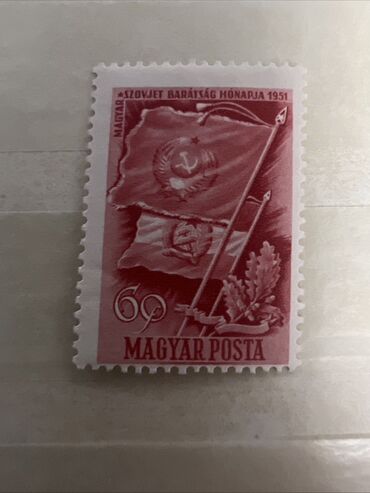 MAGYAR★SZOVJET BARÁTSÁG HÓNAPJA 1951
60
MAGYAR POSTA